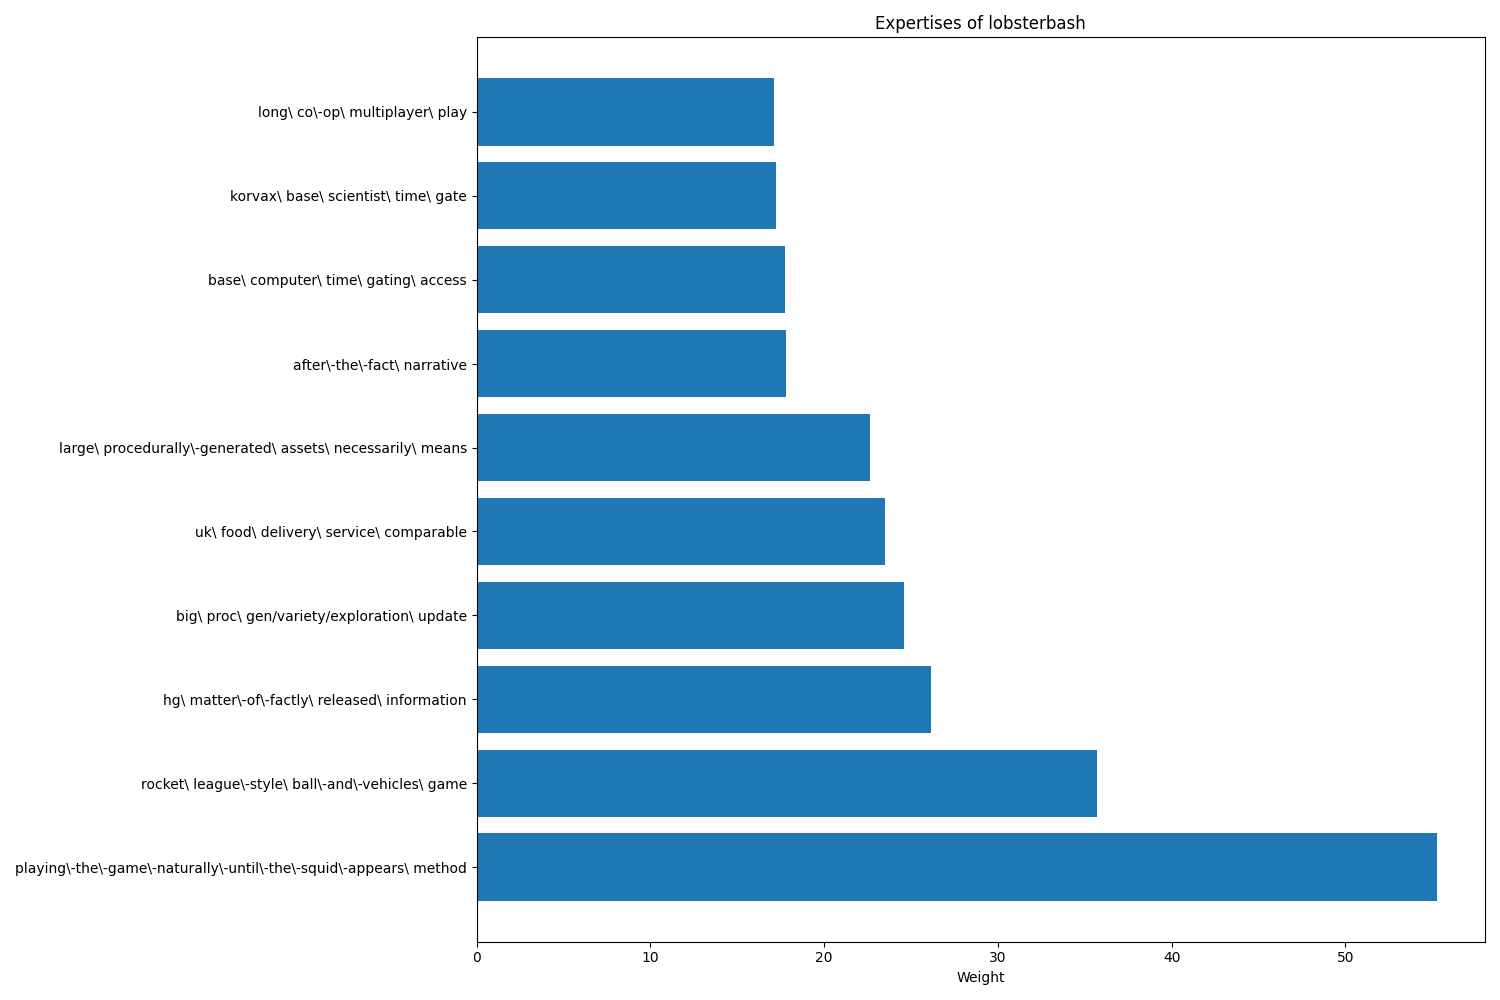 Expertises of lobsterbash
long\ co\-op\ multiplayer\ play
korvax\ base\ scientist\ time\ gate
base\ computer\ time\ gating\ access
after\-the\-fact\ narrative
large\ procedurally\-generated\ assets\ necessarily\ means
uk\ food\ delivery\ service\ comparable
big\ proc\ gen/variety/exploration\ update
hg\ matter\-of\-factly\ released\ information
rocket\ league\-style\ ball\-and\-vehicles\ game
playing\-the\-game\-naturally\-until\-the\-squid\-appears\ method
0 10 20 30 40 50
Weight